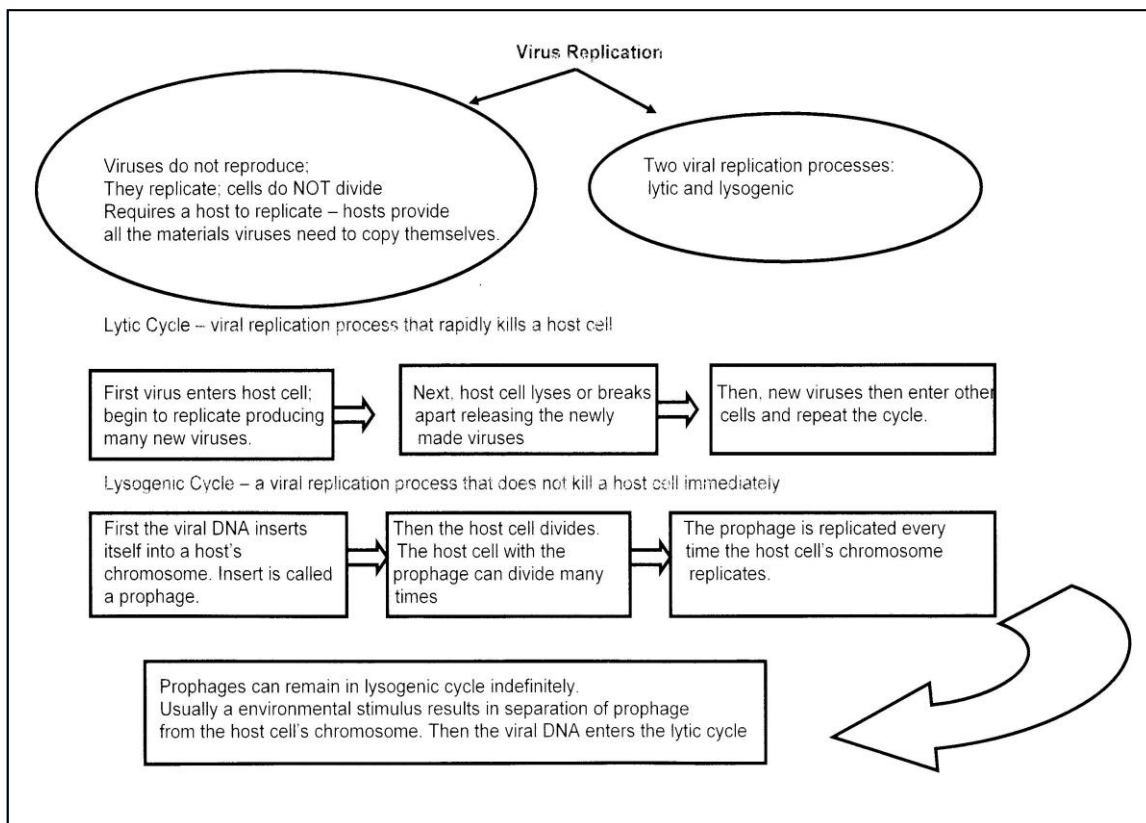 Virus Replication
Viruses do not reproduce;
They replicate; cells do NOT divide
Requires a host to replicate – hosts provide
all the materials viruses need to copy themselves.
Two viral replication processes:
lytic and lysogenic
Lytic Cycle – viral replication process that rapidly kills a host cell
First virus enters host cell;
begin to replicate producing
many new viruses.
Next, host cell lyses or breaks
apart releasing the newly
made viruses
Then, new viruses then enter other
cells and repeat the cycle.
Lysogenic Cycle – a viral replication process that does not kill a host cell immediately
First the viral DNA inserts
itself into a host's
chromosome. Insert is called
a prophage.
Then the host cell divides.
The host cell with the
prophage can divide many
times
The prophage is replicated every
time the host cell's chromosome
replicates.
Prophages can remain in lysogenic cycle indefinitely.
Usually a environmental stimulus results in separation of prophage
from the host cell's chromosome. Then the viral DNA enters the lytic cycle